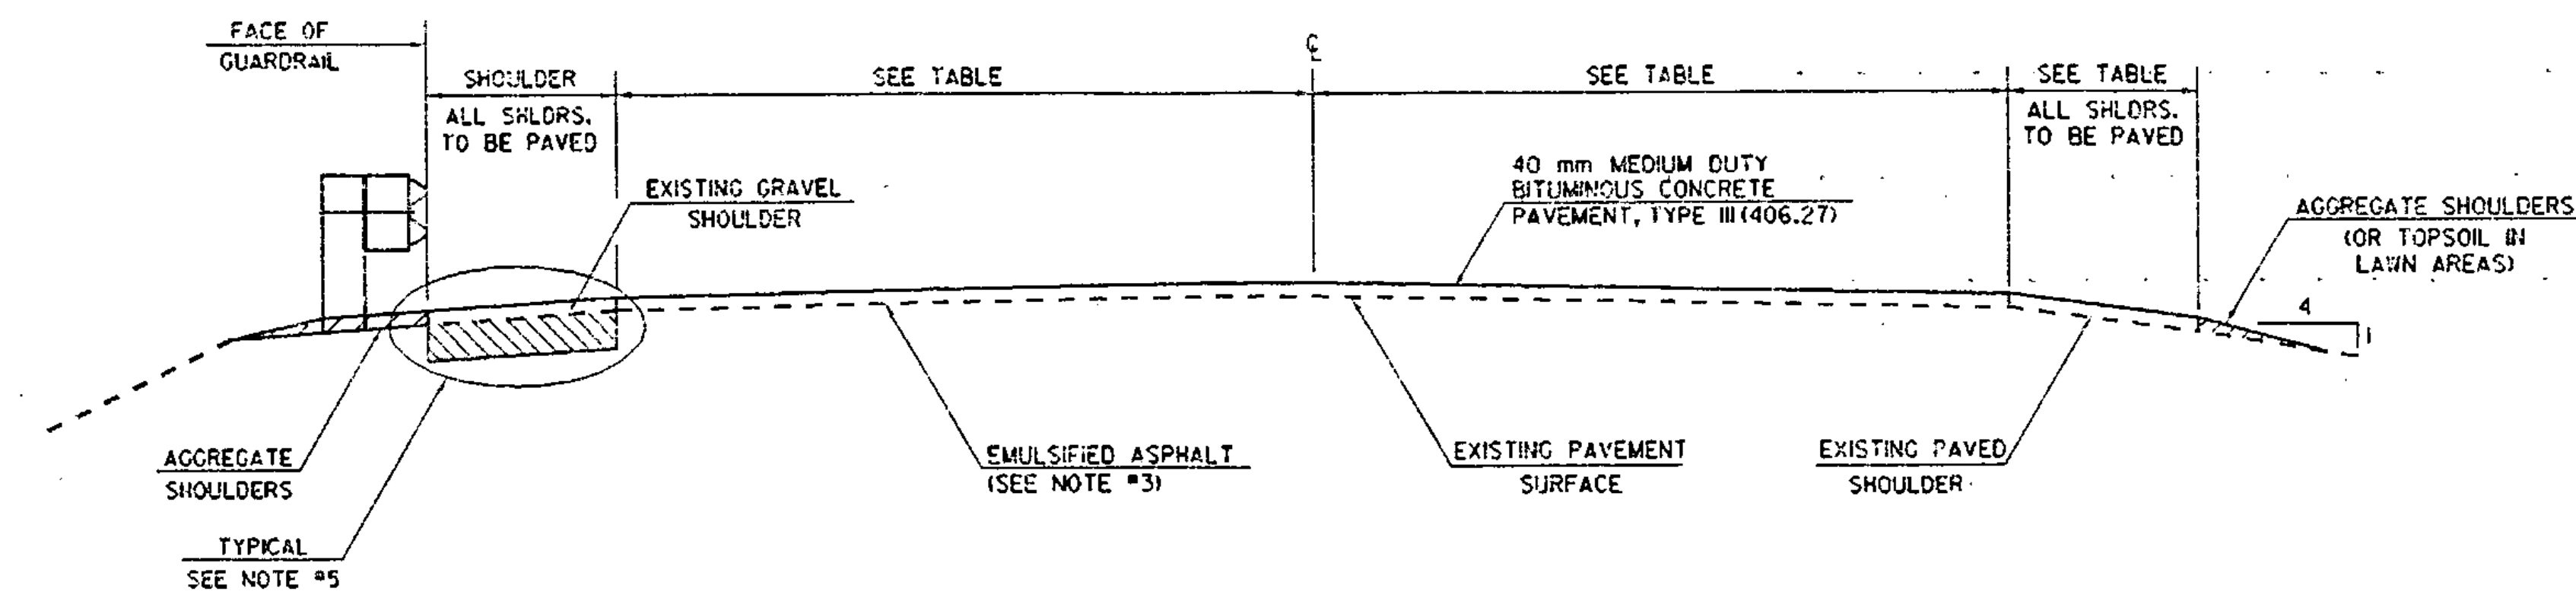 FACE OF
GUARDRAIL
SHOULDER
ALL SHLDRS.
TO BE PAVED
SEE TABLE
℄
SEE TABLE
SEE TABLE
ALL SHLDRS.
TO BE PAVED
EXISTING GRAVEL
SHOULDER
40 mm MEDIUM DUTY
BITUMINOUS CONCRETE
PAVEMENT, TYPE III (406.27)
AGGREGATE SHOULDERS
(OR TOPSOIL IN
LAWN AREAS)
4
1
AGGREGATE
SHOULDERS
EMULSIFIED ASPHALT
(SEE NOTE #3)
EXISTING PAVEMENT
SURFACE
EXISTING PAVED
SHOULDER
TYPICAL
SEE NOTE #5